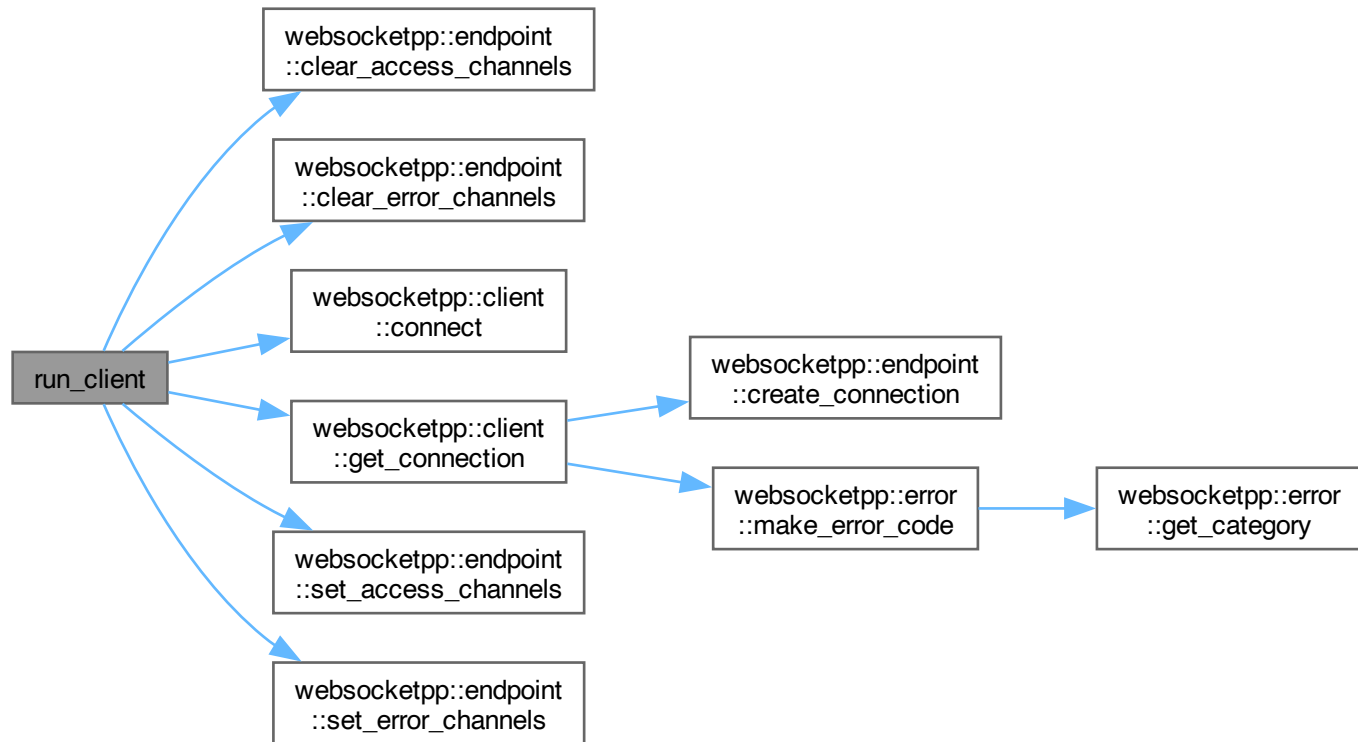 websocketpp::endpoint
::clear_access_channels
websocketpp::endpoint
::clear_error_channels
websocketpp::client
::connect
run_client
websocketpp::client
::get_connection
websocketpp::endpoint
::create_connection
websocketpp::error
::make_error_code
websocketpp::error
::get_category
websocketpp::endpoint
::set_access_channels
websocketpp::endpoint
::set_error_channels